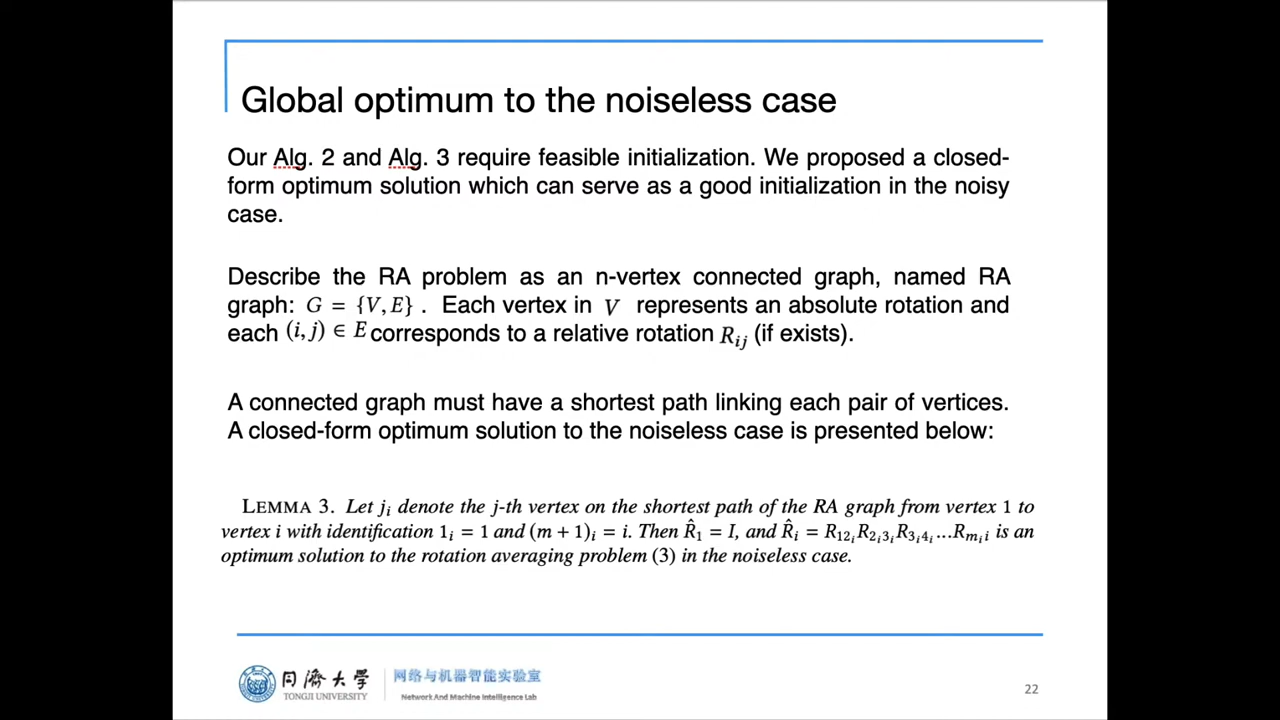 Global optimum to the noiseless case
Our Alg. 2 and Alg. 3 require feasible initialization. We proposed a closed-
form optimum solution which can serve as a good initialization in the noisy
case.
Describe the RA problem as an n-vertex connected graph, named RA
graph: G = {V, E} . Each vertex in V represents an absolute rotation and
each (i, j) ∈ E corresponds to a relative rotation R_{ij} (if exists).
A connected graph must have a shortest path linking each pair of vertices.
A closed-form optimum solution to the noiseless case is presented below:
LEMMA 3. Let j_i denote the j-th vertex on the shortest path of the RA graph from vertex 1 to
vertex i with identification 1_i = 1 and (m + 1)_i = i. Then R̂_1 = I, and R̂_i = R_{12_i}R_{2_i3_i}R_{3_i4_i}...R_{m_ii} is an
optimum solution to the rotation averaging problem (3) in the noiseless case.
同濟大学 网络与机器智能实验室
TONGJI UNIVERSITY Network And Machine Intelligence Lab
22